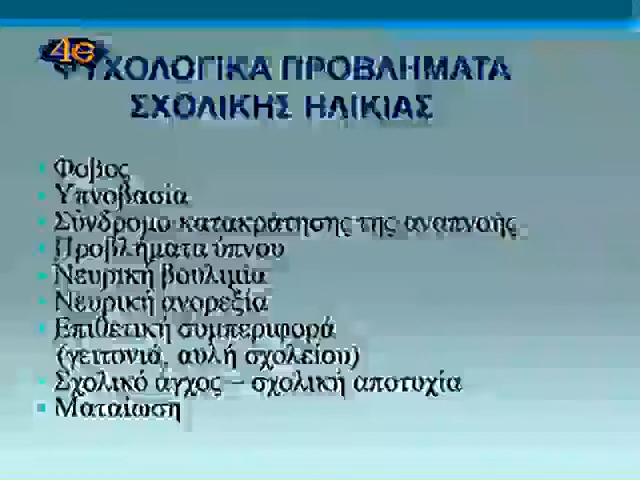 4e
ΨΥΧΟΛΟΓΙΚΑ ΠΡΟΒΛΗΜΑΤΑ
ΣΧΟΛΙΚΗΣ ΗΛΙΚΙΑΣ
Φοβος
Υπνοβασία
Σύνδρομο κατακράτησης της αναπνοής
Προβλήματα ύπνου
Νευρική βουλιμία
Νευρική ανορεξία
Επιθετική συμπεριφορά
(γειτονιά, αυλή σχολείου)
Σχολικό άγχος – σχολική αποτυχία
Ματαίωση